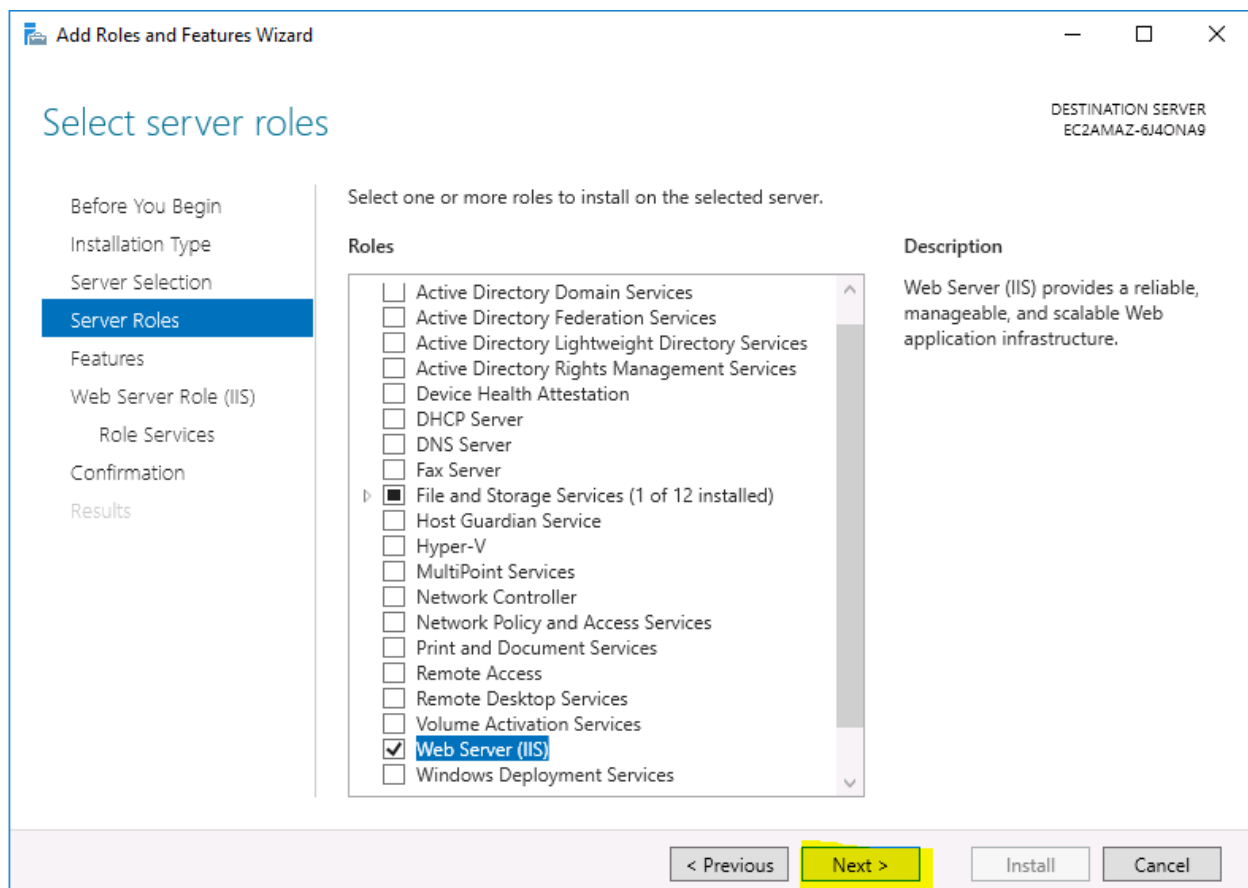 Add Roles and Features Wizard
Select server roles
DESTINATION SERVER
EC2AMAZ-6J4ONA9
Before You Begin
Installation Type
Server Selection
Server Roles
Features
Web Server Role (IIS)
Role Services
Confirmation
Results
Select one or more roles to install on the selected server.
Roles
Active Directory Domain Services
Active Directory Federation Services
Active Directory Lightweight Directory Services
Active Directory Rights Management Services
Device Health Attestation
DHCP Server
DNS Server
Fax Server
File and Storage Services (1 of 12 installed)
Host Guardian Service
Hyper-V
MultiPoint Services
Network Controller
Network Policy and Access Services
Print and Document Services
Remote Access
Remote Desktop Services
Volume Activation Services
Web Server (IIS)
Windows Deployment Services
Description
Web Server (IIS) provides a reliable,
manageable, and scalable Web
application infrastructure.
< Previous
Next >
Install
Cancel